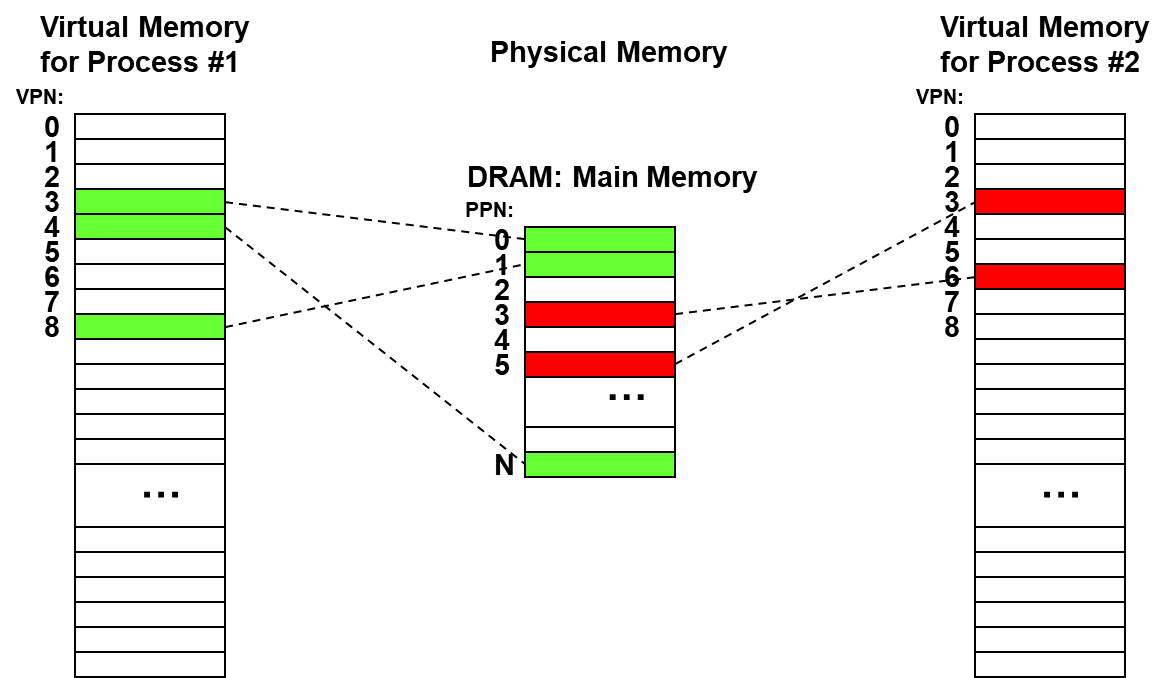 Virtual Memory
for Process #1
VPN:
0
1
2
3
4
5
6
7
8
...
Physical Memory
DRAM: Main Memory
PPN:
0
1
2
3
4
5
...
N
Virtual Memory
for Process #2
VPN:
0
1
2
3
4
5
6
7
8
...